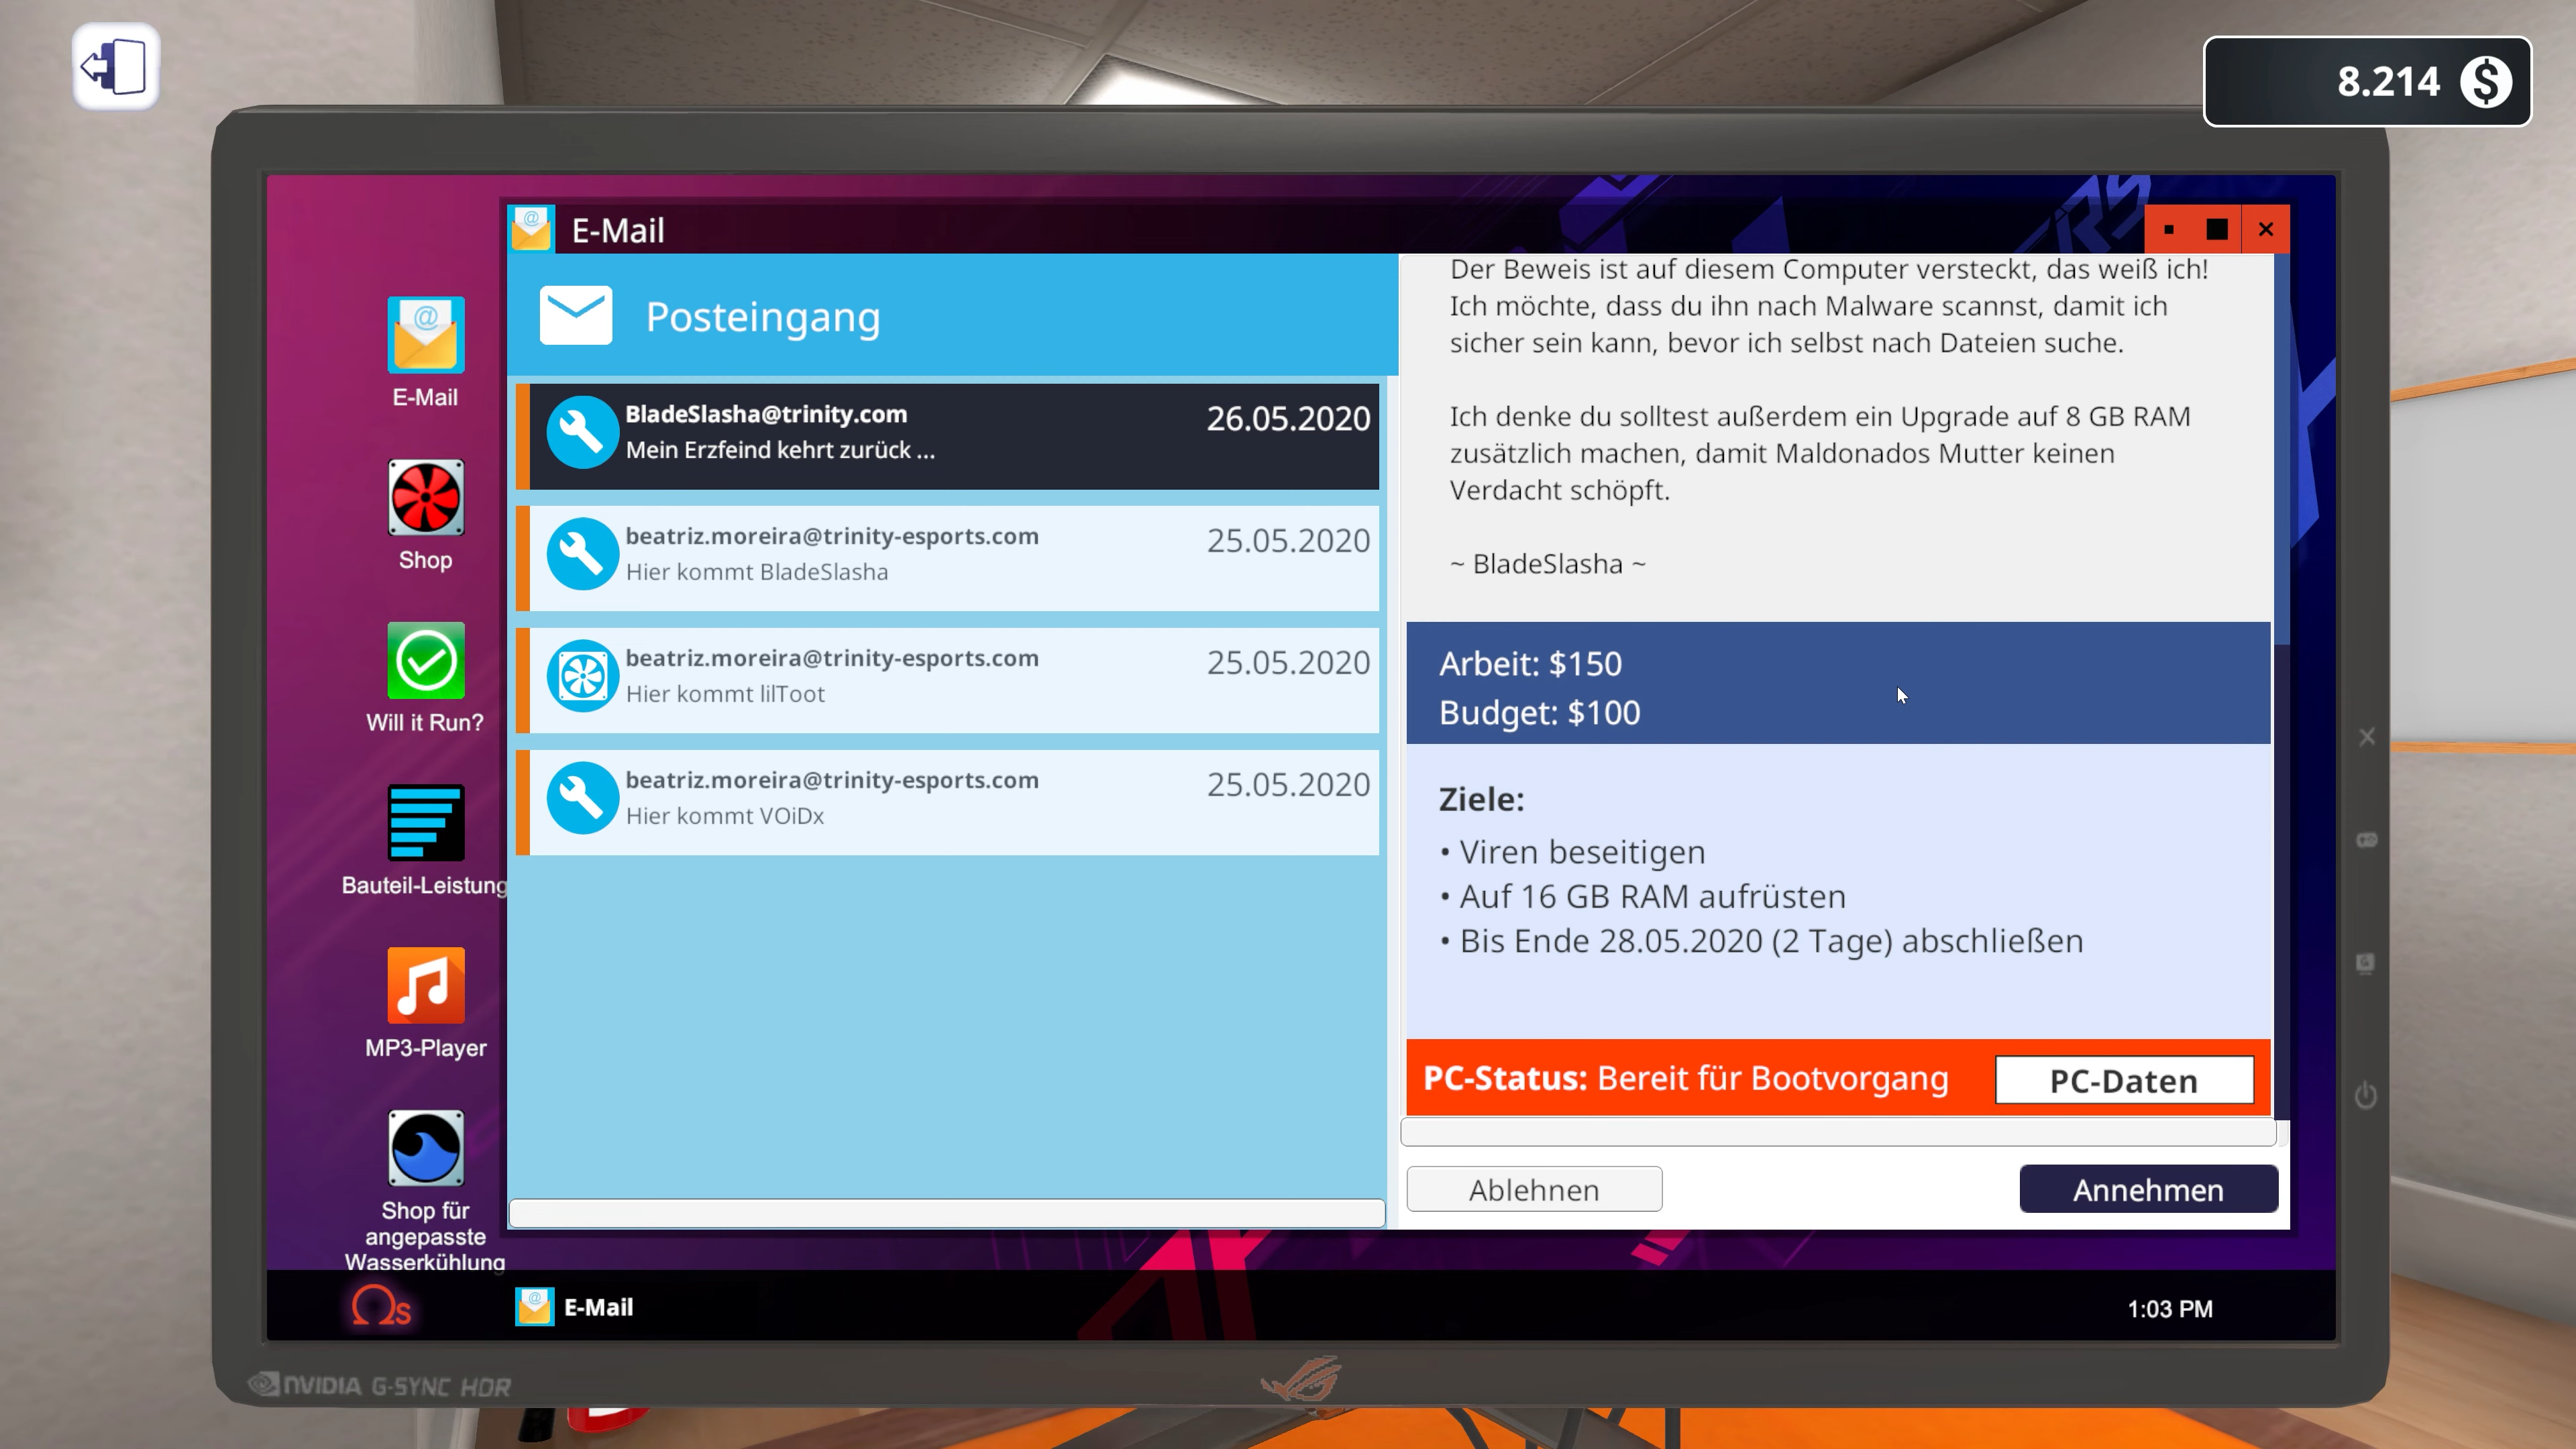 8.214
E-Mail
Posteingang
BladeSlasha@trinity.com
26.05.2020
Mein Erzfeind kehrt zurück ...
beatriz.moreira@trinity-esports.com
25.05.2020
Hier kommt BladeSlasha
beatriz.moreira@trinity-esports.com
25.05.2020
Hier kommt lilToot
beatriz.moreira@trinity-esports.com
25.05.2020
Hier kommt VOiDx
Der Beweis ist auf diesem Computer versteckt, das weiß ich!
Ich möchte, dass du ihn nach Malware scannst, damit ich
sicher sein kann, bevor ich selbst nach Dateien suche.
Ich denke du solltest außerdem ein Upgrade auf 8 GB RAM
zusätzlich machen, damit Maldonados Mutter keinen
Verdacht schöpft.
~ BladeSlasha ~
Arbeit: $150
Budget: $100
Ziele:
• Viren beseitigen
• Auf 16 GB RAM aufrüsten
• Bis Ende 28.05.2020 (2 Tage) abschließen
PC-Status: Bereit für Bootvorgang
PC-Daten
Ablehnen
Annehmen
E-Mail
Shop
Will it Run?
Bauteil-Leistung
MP3-Player
Shop für
angepasste
Wasserkühlung
Ωs
E-Mail
1:03 PM
NVIDIA G-SYNC HDR